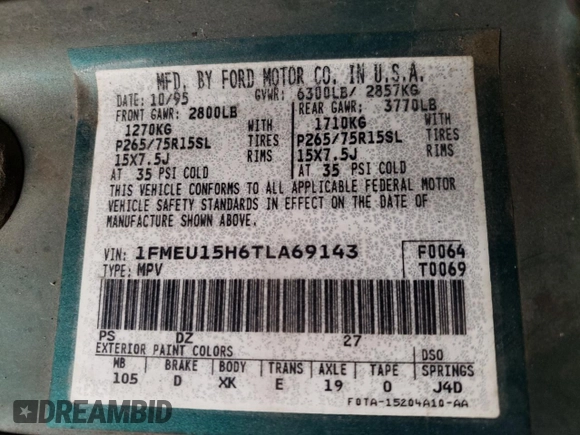 MFD. BY FORD MOTOR CO. IN U.S.A.
DATE: 10/95 GVWR: 6300LB/ 2857KG
FRONT GAWR: 2800LB REAR GAWR: 3770LB
1270KG WITH 1710KG WITH
P265/75R15SL TIRES P265/75R15SL TIRES
15X7.5J RIMS 15X7.5J RIMS
AT 35 PSI COLD AT 35 PSI COLD
THIS VEHICLE CONFORMS TO ALL APPLICABLE FEDERAL MOTOR
VEHICLE SAFETY STANDARDS IN EFFECT ON THE DATE OF
MANUFACTURE SHOWN ABOVE.
VIN: 1FMEU15H6TLA69143 F0064
TYPE: MPV T0069
PS DZ 27
EXTERIOR PAINT COLORS DSO
MB BRAKE BODY TRANS AXLE TAPE SPRINGS
105 D XK E 19 0 J4D
F0TA-15204A10-AA
DREAMBID